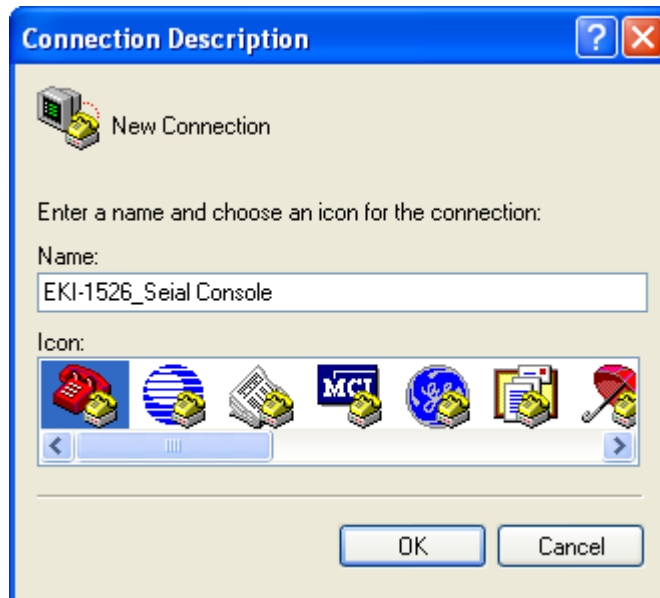 Connection Description
New Connection
Enter a name and choose an icon for the connection:
Name:
EKI-1526_Seial Console
Icon:
MCI
OK Cancel